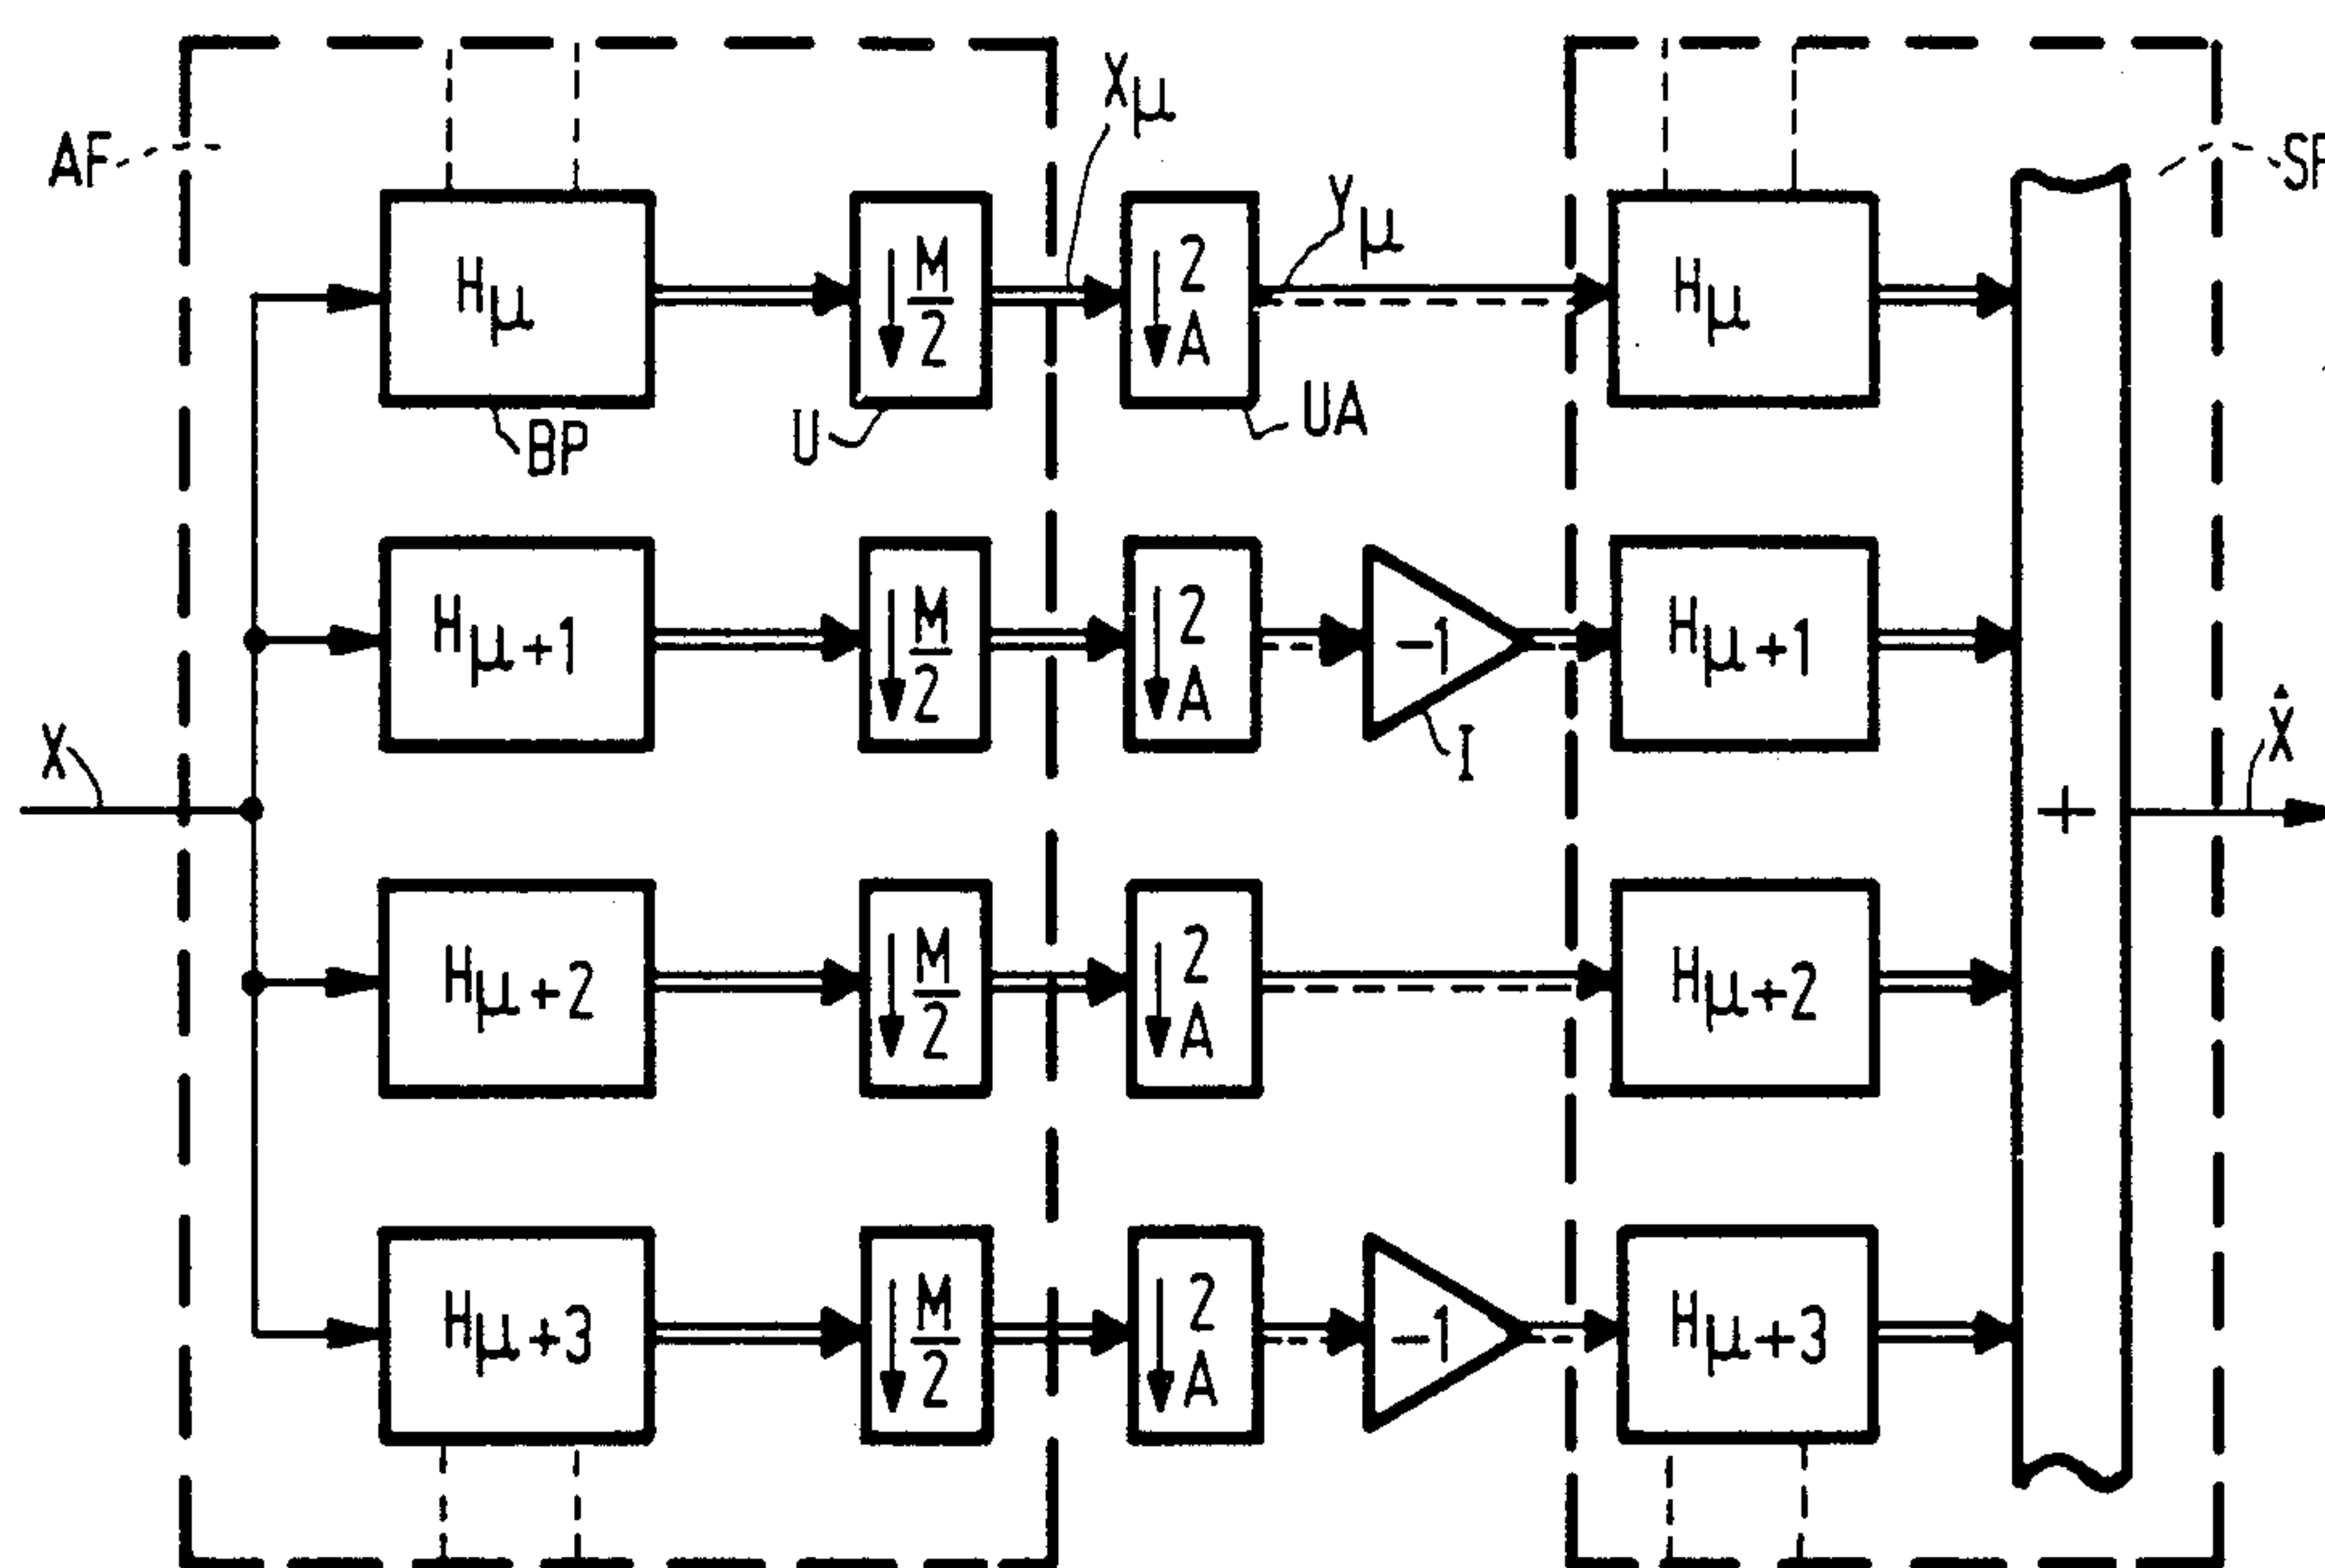 AF
Xμ
yμ
SF
Hμ
↓ M/2
↓ 2 A
Hμ
BP
U
UA
Hμ+1
↓ M/2
↓ 2 A
-1
Hμ+1
I
X
+
X̂
Hμ+2
↓ M/2
↓ 2 A
Hμ+2
Hμ+3
↓ M/2
↓ 2 A
-1
Hμ+3